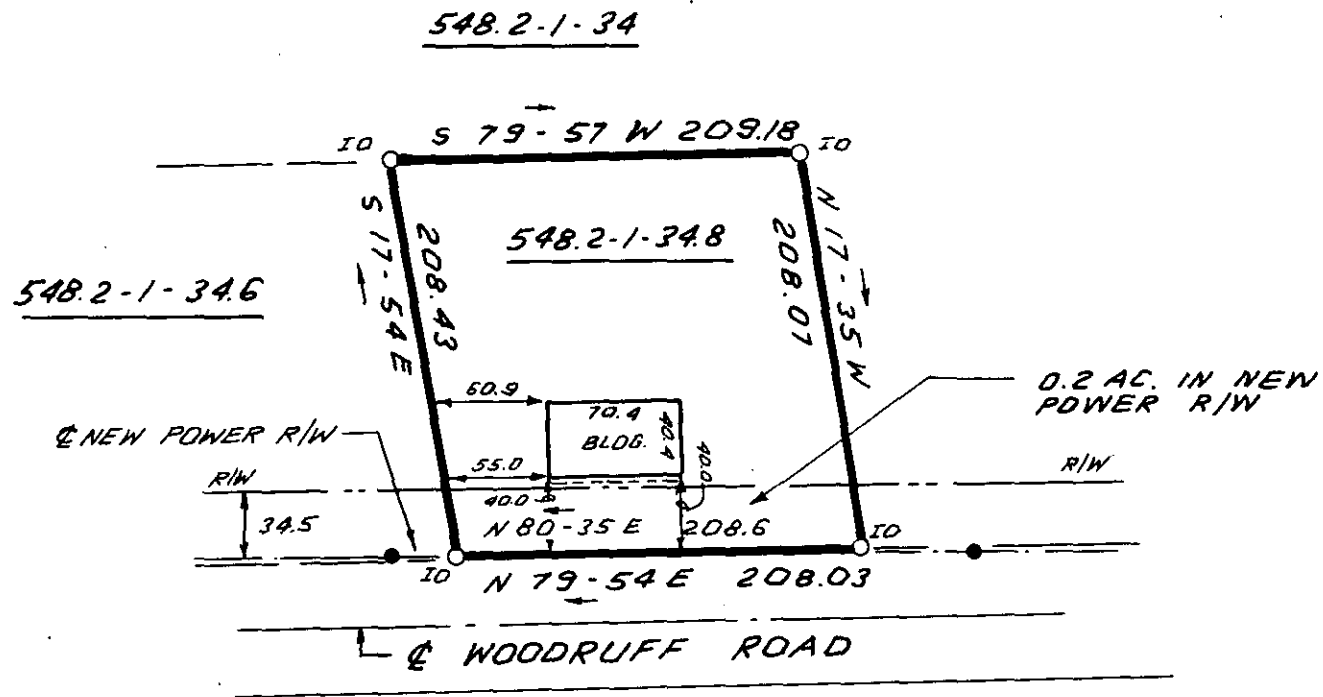 548.2-1-34
IO
S 79-57 W 209.18
IO
S 17-54 E
208.43
N 17-35 W
208.07
548.2-1-34.8
548.2-1-34.6
60.9
70.4
BLDG.
40.4
40.0
0.2 AC. IN NEW
POWER R/W
℄ NEW POWER R/W
55.0
R/W
R/W
40.0
34.5
N 80-35 E 208.6
IO
IO
N 79-54 E 208.03
℄ WOODRUFF ROAD